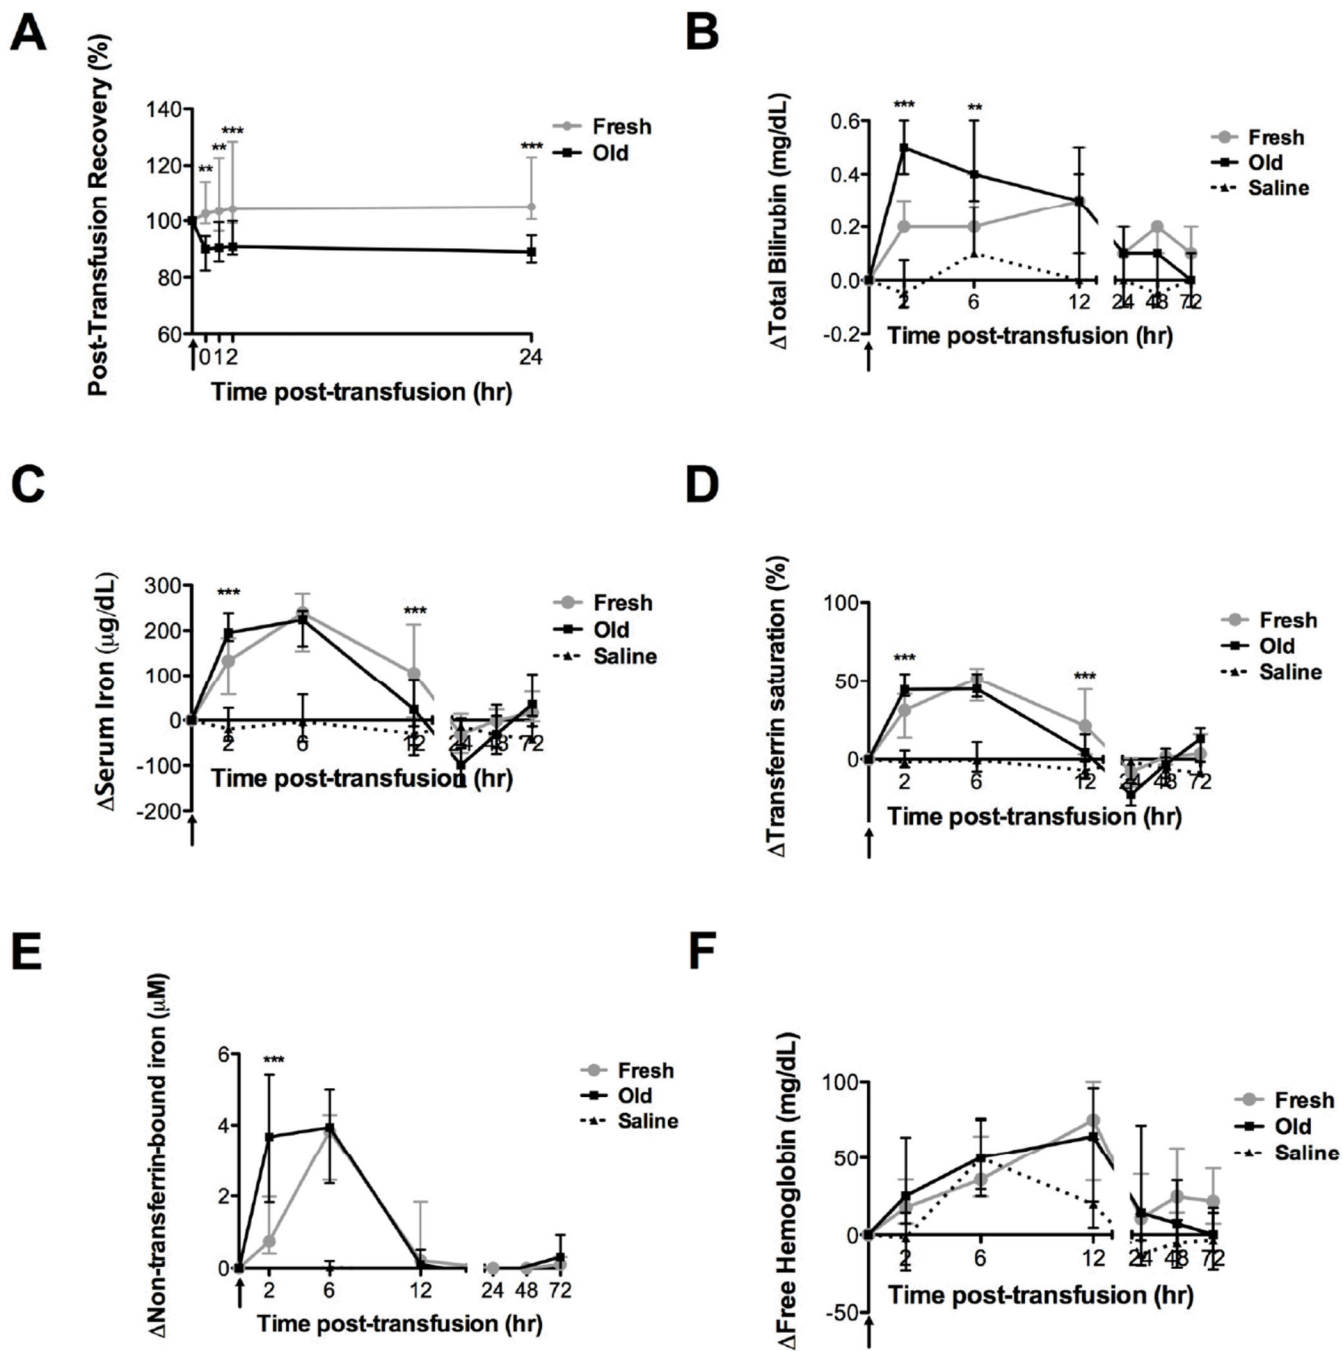 A
Post-Transfusion Recovery (%)
140
120
100
80
60
** ** *** ***
Fresh
Old
0 1 2 24
Time post-transfusion (hr)
B
ΔTotal Bilirubin (mg/dL)
0.6
0.4
0.2
0.0
-0.2
*** **
Fresh
Old
Saline
2 6 12 24 48 72
Time post-transfusion (hr)
C
ΔSerum Iron (µg/dL)
300
200
100
0
-100
-200
*** ***
Fresh
Old
Saline
2 6 12 24 48 72
Time post-transfusion (hr)
D
ΔTransferrin saturation (%)
100
50
0
*** ***
Fresh
Old
Saline
2 6 12 24 48 72
Time post-transfusion (hr)
E
ΔNon-transferrin-bound iron (µM)
6
4
2
0
***
Fresh
Old
Saline
2 6 12 24 48 72
Time post-transfusion (hr)
F
ΔFree Hemoglobin (mg/dL)
100
50
0
-50
Fresh
Old
Saline
2 6 12 24 48 72
Time post-transfusion (hr)